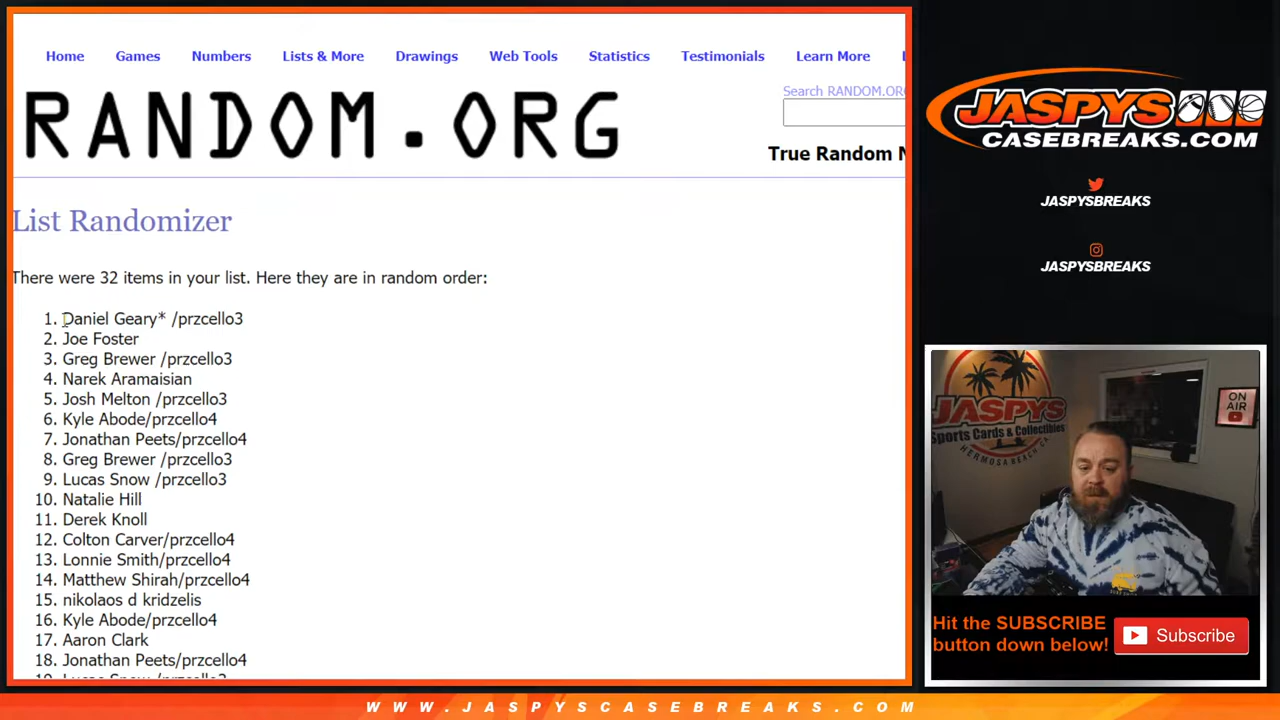 Home Games Numbers Lists & More Drawings Web Tools Statistics Testimonials Learn More
Search RANDOM.ORG
RANDOM.ORG
True Random N
List Randomizer
There were 32 items in your list. Here they are in random order:
1. Daniel Geary* /przcello3
2. Joe Foster
3. Greg Brewer /przcello3
4. Narek Aramaisian
5. Josh Melton /przcello3
6. Kyle Abode/przcello4
7. Jonathan Peets/przcello4
8. Greg Brewer /przcello3
9. Lucas Snow /przcello3
10. Natalie Hill
11. Derek Knoll
12. Colton Carver/przcello4
13. Lonnie Smith/przcello4
14. Matthew Shirah/przcello4
15. nikolaos d kridzelis
16. Kyle Abode/przcello4
17. Aaron Clark
18. Jonathan Peets/przcello4
JASPYS
CASEBREAKS.COM
JASPYSBREAKS
JASPYSBREAKS
JASPYS
Sports Cards & Collectibles
HERMOSA BEACH CA
ON
AIR
Hit the SUBSCRIBE
button down below!
Subscribe
WWW.JASPYSCASEBREAKS.COM